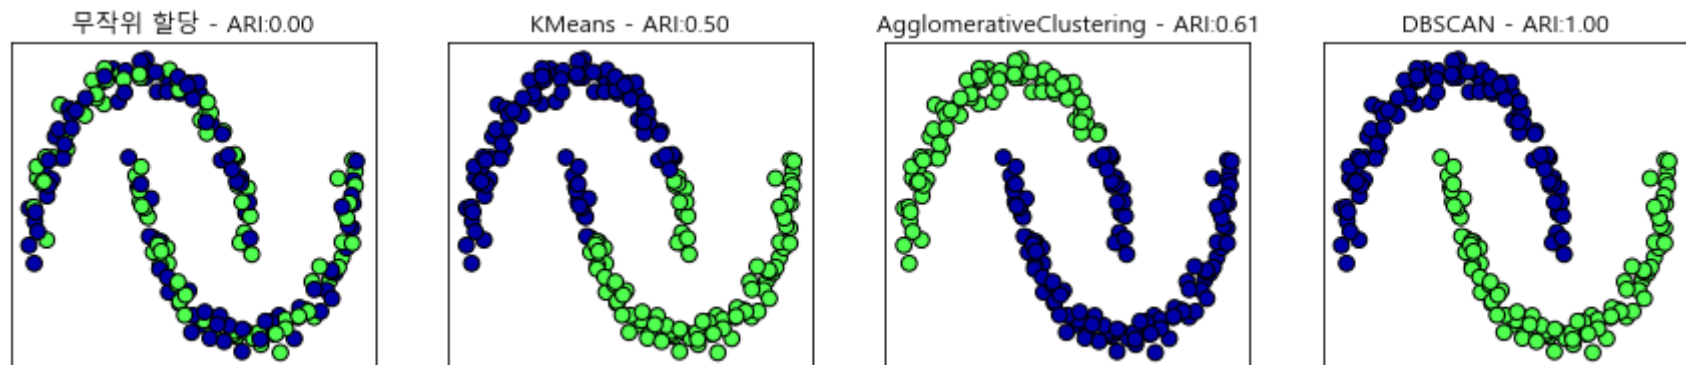 무작위 할당 - ARI:0.00
KMeans - ARI:0.50
AgglomerativeClustering - ARI:0.61
DBSCAN - ARI:1.00